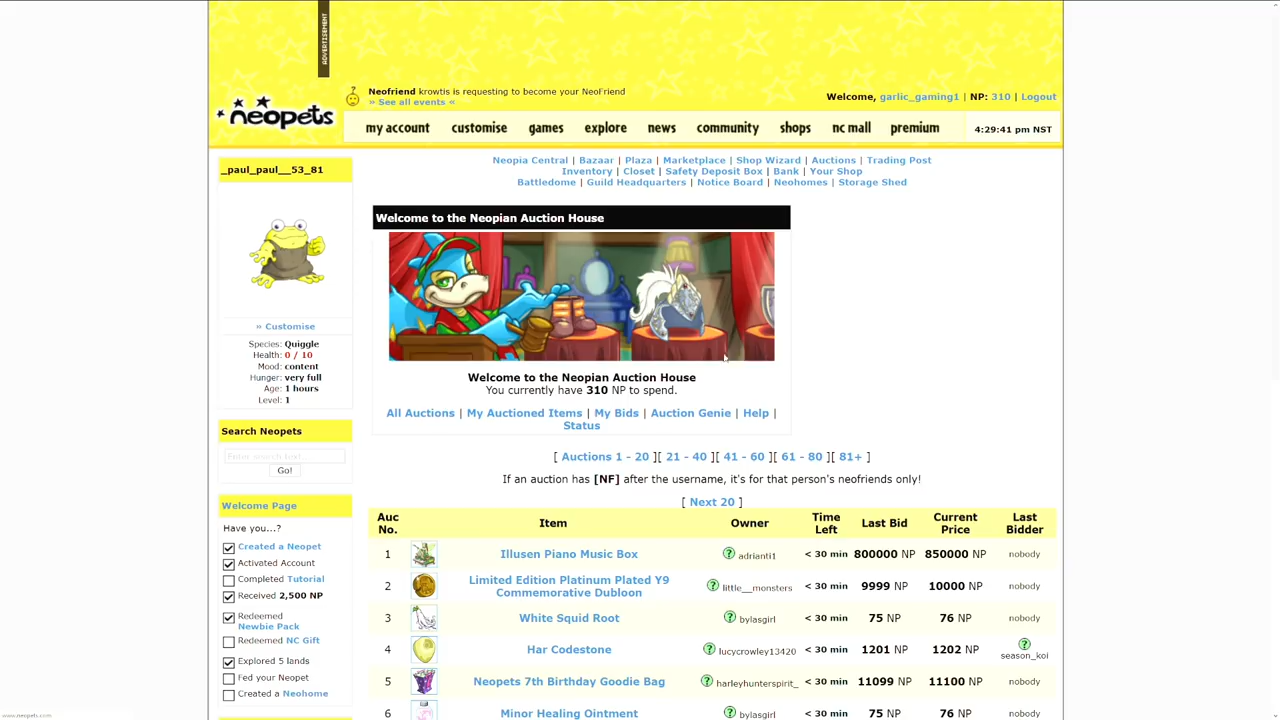 ADVERTISEMENT
Neofriend krowtis is requesting to become your NeoFriend
» See all events «
Welcome, garlic_gaming1 | NP: 310 | Logout
neopets
my account
customise
games
explore
news
community
shops
nc mall
premium
4:29:41 pm NST
_paul_paul__53_81
» Customise
Species: Quiggle
Health: 0 / 10
Mood: content
Hunger: very full
Age: 1 hours
Level: 1
Search Neopets
Enter search text...
Go!
Welcome Page
Have you...?
Created a Neopet
Activated Account
Completed Tutorial
Received 2,500 NP
Redeemed
Newbie Pack
Redeemed NC Gift
Explored 5 lands
Fed your Neopet
Created a Neohome
Neopia Central | Bazaar | Plaza | Marketplace | Shop Wizard | Auctions | Trading Post
Inventory | Closet | Safety Deposit Box | Bank | Your Shop
Battledome | Guild Headquarters | Notice Board | Neohomes | Storage Shed
Welcome to the Neopian Auction House
Welcome to the Neopian Auction House
You currently have 310 NP to spend.
All Auctions | My Auctioned Items | My Bids | Auction Genie | Help |
Status
[ Auctions 1 - 20 ][ 21 - 40 ][ 41 - 60 ][ 61 - 80 ][ 81+ ]
If an auction has [NF] after the username, it's for that person's neofriends only!
[ Next 20 ]
Auc No. Item Owner Time Left Last Bid Current Price Last Bidder
1 Illusen Piano Music Box adrianti1 < 30 min 800000 NP 850000 NP nobody
2 Limited Edition Platinum Plated Y9 Commemorative Dubloon little__monsters < 30 min 9999 NP 10000 NP nobody
3 White Squid Root bylasgirl < 30 min 75 NP 76 NP nobody
4 Har Codestone lucycrowley13420 < 30 min 1201 NP 1202 NP season_koi
5 Neopets 7th Birthday Goodie Bag harleyhunterspirit_ < 30 min 11099 NP 11100 NP nobody
6 Minor Healing Ointment bylasgirl < 30 min 75 NP 76 NP nobody
www.neopets.com